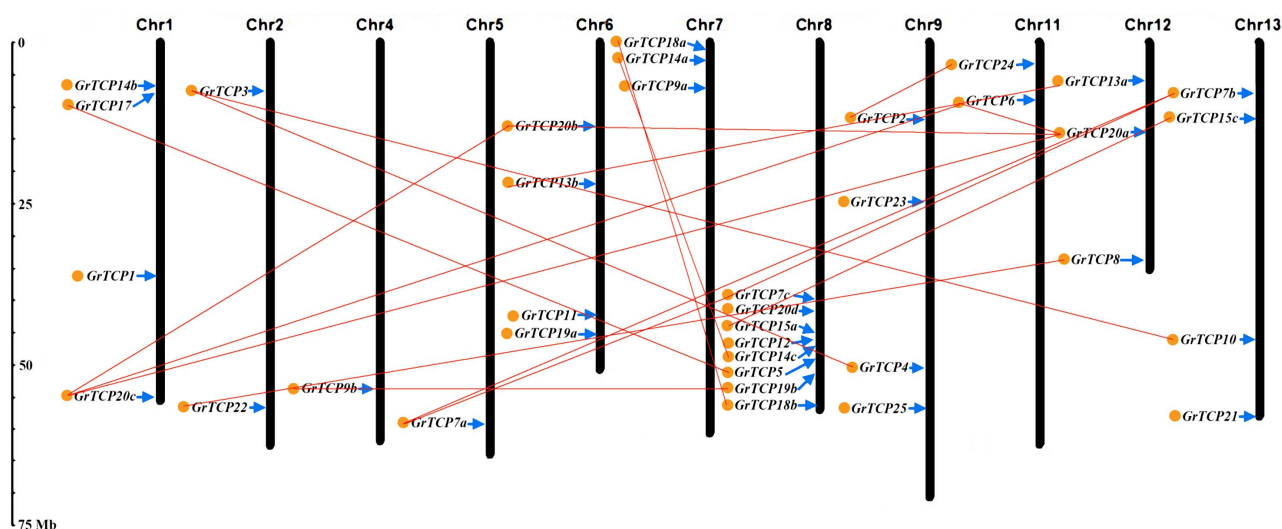 Chr1 Chr2 Chr4 Chr5 Chr6 Chr7 Chr8 Chr9 Chr11 Chr12 Chr13
0
25
50
75 Mb
GrTCP14b
GrTCP17
GrTCP1
GrTCP20c
GrTCP3
GrTCP22
GrTCP9b
GrTCP7a
GrTCP20b
GrTCP13b
GrTCP11
GrTCP19a
GrTCP18a
GrTCP14a
GrTCP9a
GrTCP7c
GrTCP20d
GrTCP15a
GrTCP12
GrTCP14c
GrTCP5
GrTCP19b
GrTCP18b
GrTCP2
GrTCP23
GrTCP4
GrTCP25
GrTCP24
GrTCP6
GrTCP13a
GrTCP20a
GrTCP8
GrTCP7b
GrTCP15c
GrTCP10
GrTCP21